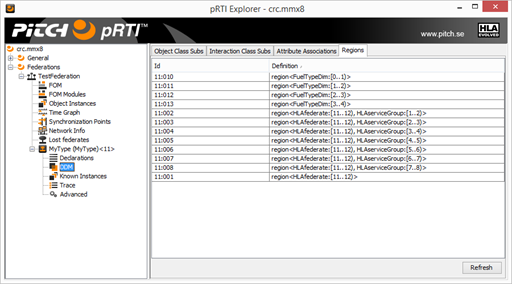 pRTI Explorer - crc.mmx8
PITCH pRTI™
HLA EVOLVED
www.pitch.se
crc.mmx8
General
Federations
TestFederation
FOM
FOM Modules
Object Instances
Time Graph
Synchronization Points
Network Info
Lost federates
MyType (MyType)<11>
Declarations
DDM
Known Instances
Trace
Advanced
Object Class Subs Interaction Class Subs Attribute Associations Regions
Id Definition
11:010 region<FuelTypeDim:[0..1)>
11:011 region<FuelTypeDim:[1..2)>
11:012 region<FuelTypeDim:[2..3)>
11:013 region<FuelTypeDim:[3..4)>
11:002 region<HLAfederate:[11..12), HLAserviceGroup:[1..2)>
11:003 region<HLAfederate:[11..12), HLAserviceGroup:[2..3)>
11:004 region<HLAfederate:[11..12), HLAserviceGroup:[3..4)>
11:005 region<HLAfederate:[11..12), HLAserviceGroup:[4..5)>
11:006 region<HLAfederate:[11..12), HLAserviceGroup:[5..6)>
11:007 region<HLAfederate:[11..12), HLAserviceGroup:[6..7)>
11:008 region<HLAfederate:[11..12), HLAserviceGroup:[7..8)>
11:001 region<HLAfederate:[11..12)>
Refresh